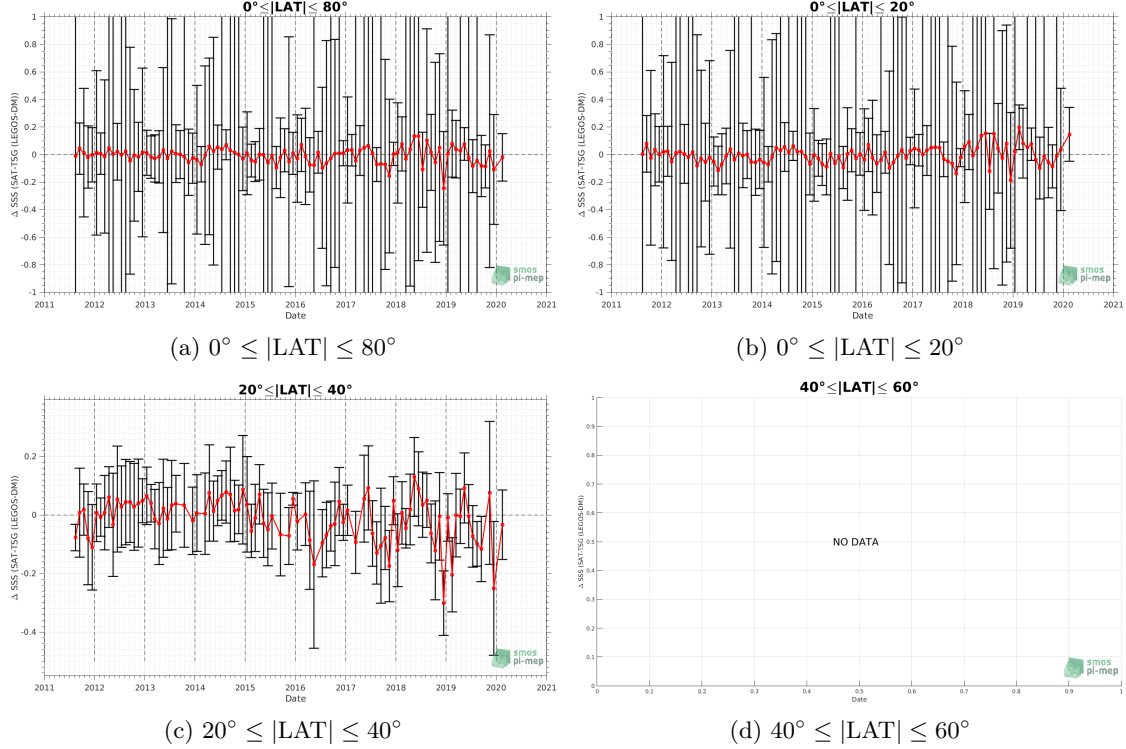 0°≤|LAT|≤ 80°
Δ SSS (SAT-TSG (LEGOS-DM))
1
0.8
0.6
0.4
0.2
0
-0.2
-0.4
-0.6
-0.8
-1
2011 2012 2013 2014 2015 2016 2017 2018 2019 2020 2021
Date
smos
pi-mep
(a) 0° ≤ |LAT| ≤ 80°
0°≤|LAT|≤ 20°
Δ SSS (SAT-TSG (LEGOS-DM))
1
0.8
0.6
0.4
0.2
0
-0.2
-0.4
-0.6
-0.8
-1
2011 2012 2013 2014 2015 2016 2017 2018 2019 2020 2021
Date
smos
pi-mep
(b) 0° ≤ |LAT| ≤ 20°
20°≤|LAT|≤ 40°
Δ SSS (SAT-TSG (LEGOS-DM))
0.2
0
-0.2
-0.4
2011 2012 2013 2014 2015 2016 2017 2018 2019 2020 2021
Date
smos
pi-mep
(c) 20° ≤ |LAT| ≤ 40°
40°≤|LAT|≤ 60°
Δ SSS (SAT-TSG (LEGOS-DM))
1
0.9
0.8
0.7
0.6
0.5
0.4
0.3
0.2
0.1
0
NO DATA
0 0.1 0.2 0.3 0.4 0.5 0.6 0.7 0.8 0.9 1
Date
smos
pi-mep
(d) 40° ≤ |LAT| ≤ 60°